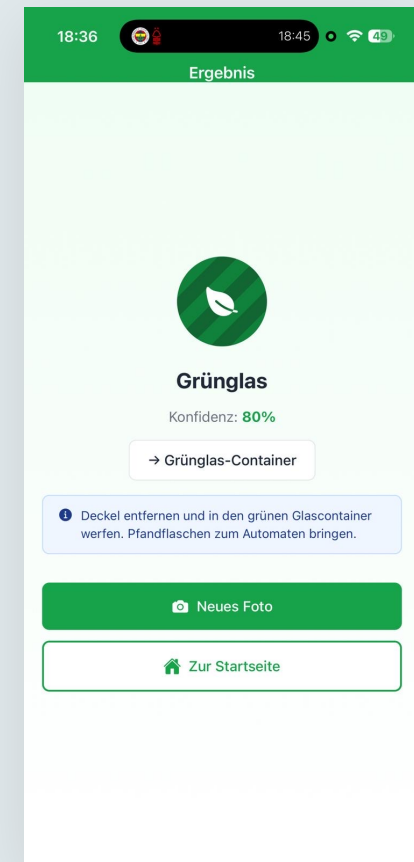 18:36
18:45
49
Ergebnis
Grünglas
Konfidenz: 80%
→ Grünglas-Container
Deckel entfernen und in den grünen Glascontainer
werfen. Pfandflaschen zum Automaten bringen.
Neues Foto
Zur Startseite